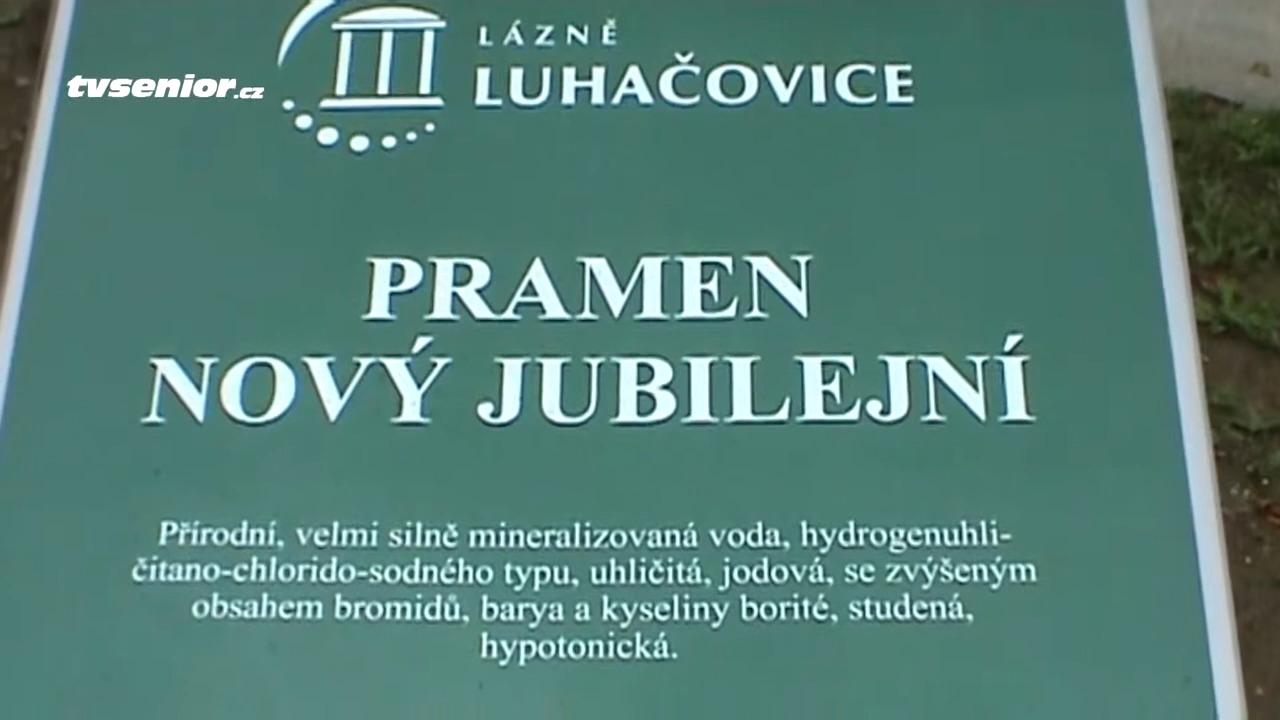 LÁZNĚ
LUHAČOVICE
tvsenior.cz
PRAMEN
NOVÝ JUBILEJNÍ
Přírodní, velmi silně mineralizovaná voda, hydrogenuhli-
čitano-chlorido-sodného typu, uhličitá, jodová, se zvýšeným
obsahem bromidů, barya a kyseliny borité, studená,
hypotonická.